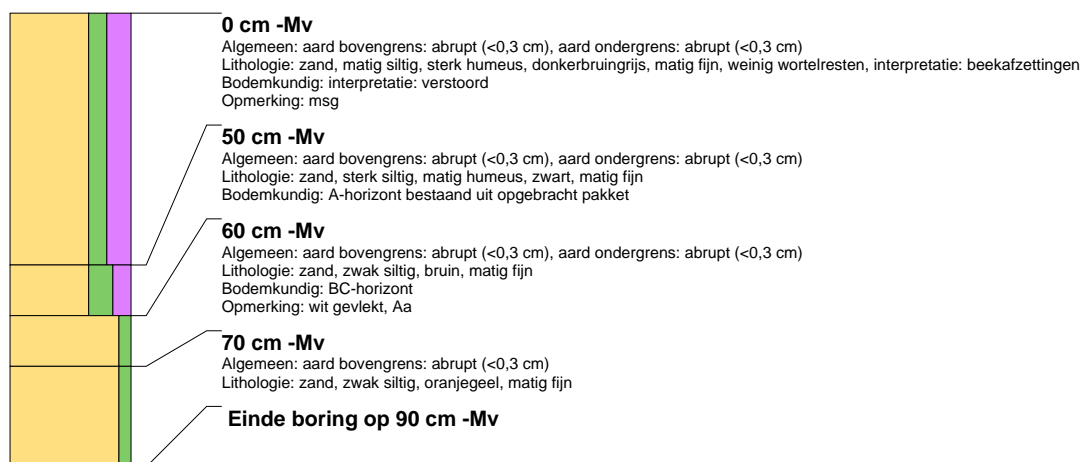 0 cm -Mv
Algemeen: aard bovengrens: abrupt (<0,3 cm), aard ondergrens: abrupt (<0,3 cm)
Lithologie: zand, matig siltig, sterk humeus, donkerbruingrijs, matig fijn, weinig wortelresten, interpretatie: beekafzettingen
Bodemkundig: interpretatie: verstoord
Opmerking: msg
50 cm -Mv
Algemeen: aard bovengrens: abrupt (<0,3 cm), aard ondergrens: abrupt (<0,3 cm)
Lithologie: zand, sterk siltig, matig humeus, zwart, matig fijn
Bodemkundig: A-horizont bestaand uit opgebracht pakket
60 cm -Mv
Algemeen: aard bovengrens: abrupt (<0,3 cm), aard ondergrens: abrupt (<0,3 cm)
Lithologie: zand, zwak siltig, bruin, matig fijn
Bodemkundig: BC-horizont
Opmerking: wit gevlekt, Aa
70 cm -Mv
Algemeen: aard bovengrens: abrupt (<0,3 cm)
Lithologie: zand, zwak siltig, oranjegeel, matig fijn
Einde boring op 90 cm -Mv